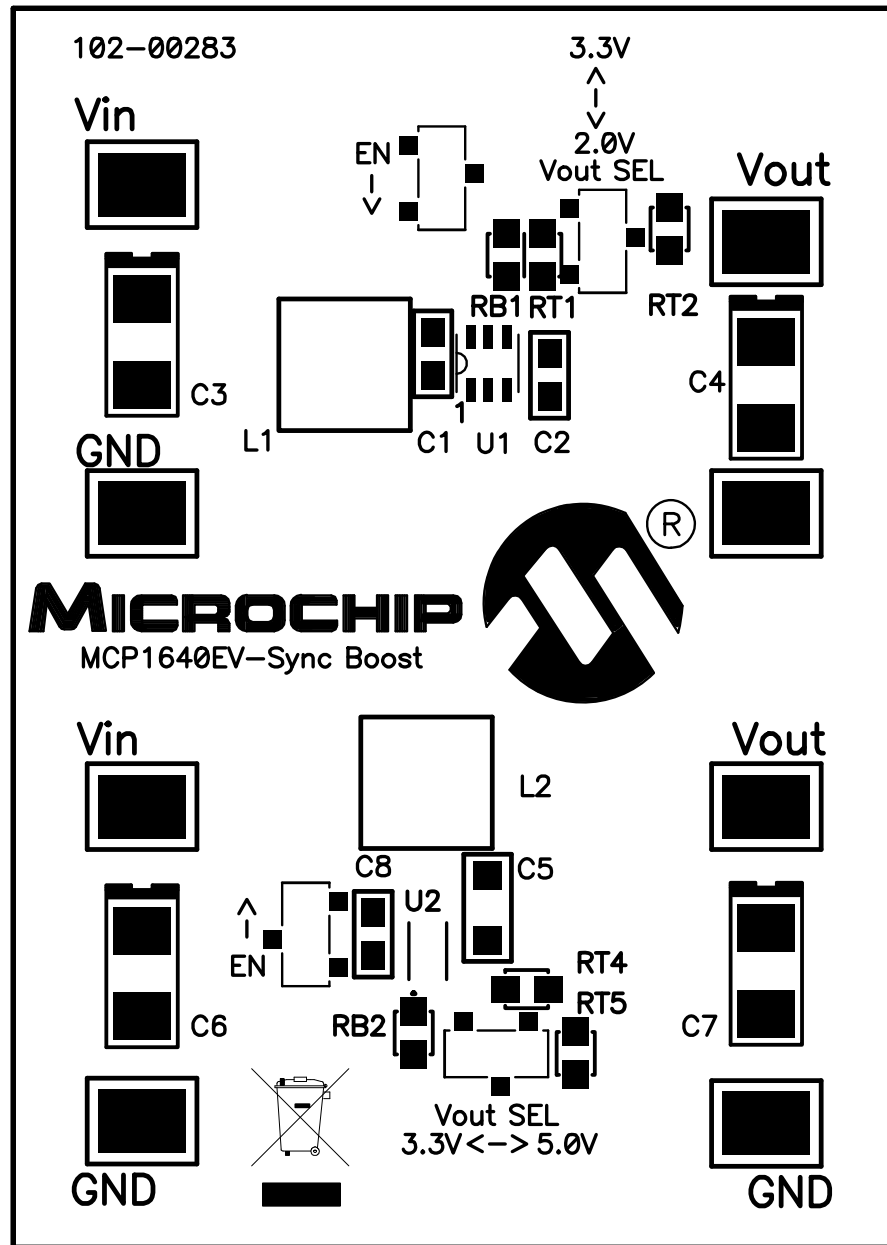 102-00283
3.3V
<->
2.0V
Vout SEL
Vin
EN
->
Vout
RB1 RT1
RT2
C3
C4
L1
C1
1
U1
C2
GND
R
MICROCHIP
MCP1640EV-Sync Boost
Vin
Vout
L2
C8
C5
U2
->
EN
RT4
RT5
RB2
C6
C7
Vout SEL
3.3V<->5.0V
GND
GND